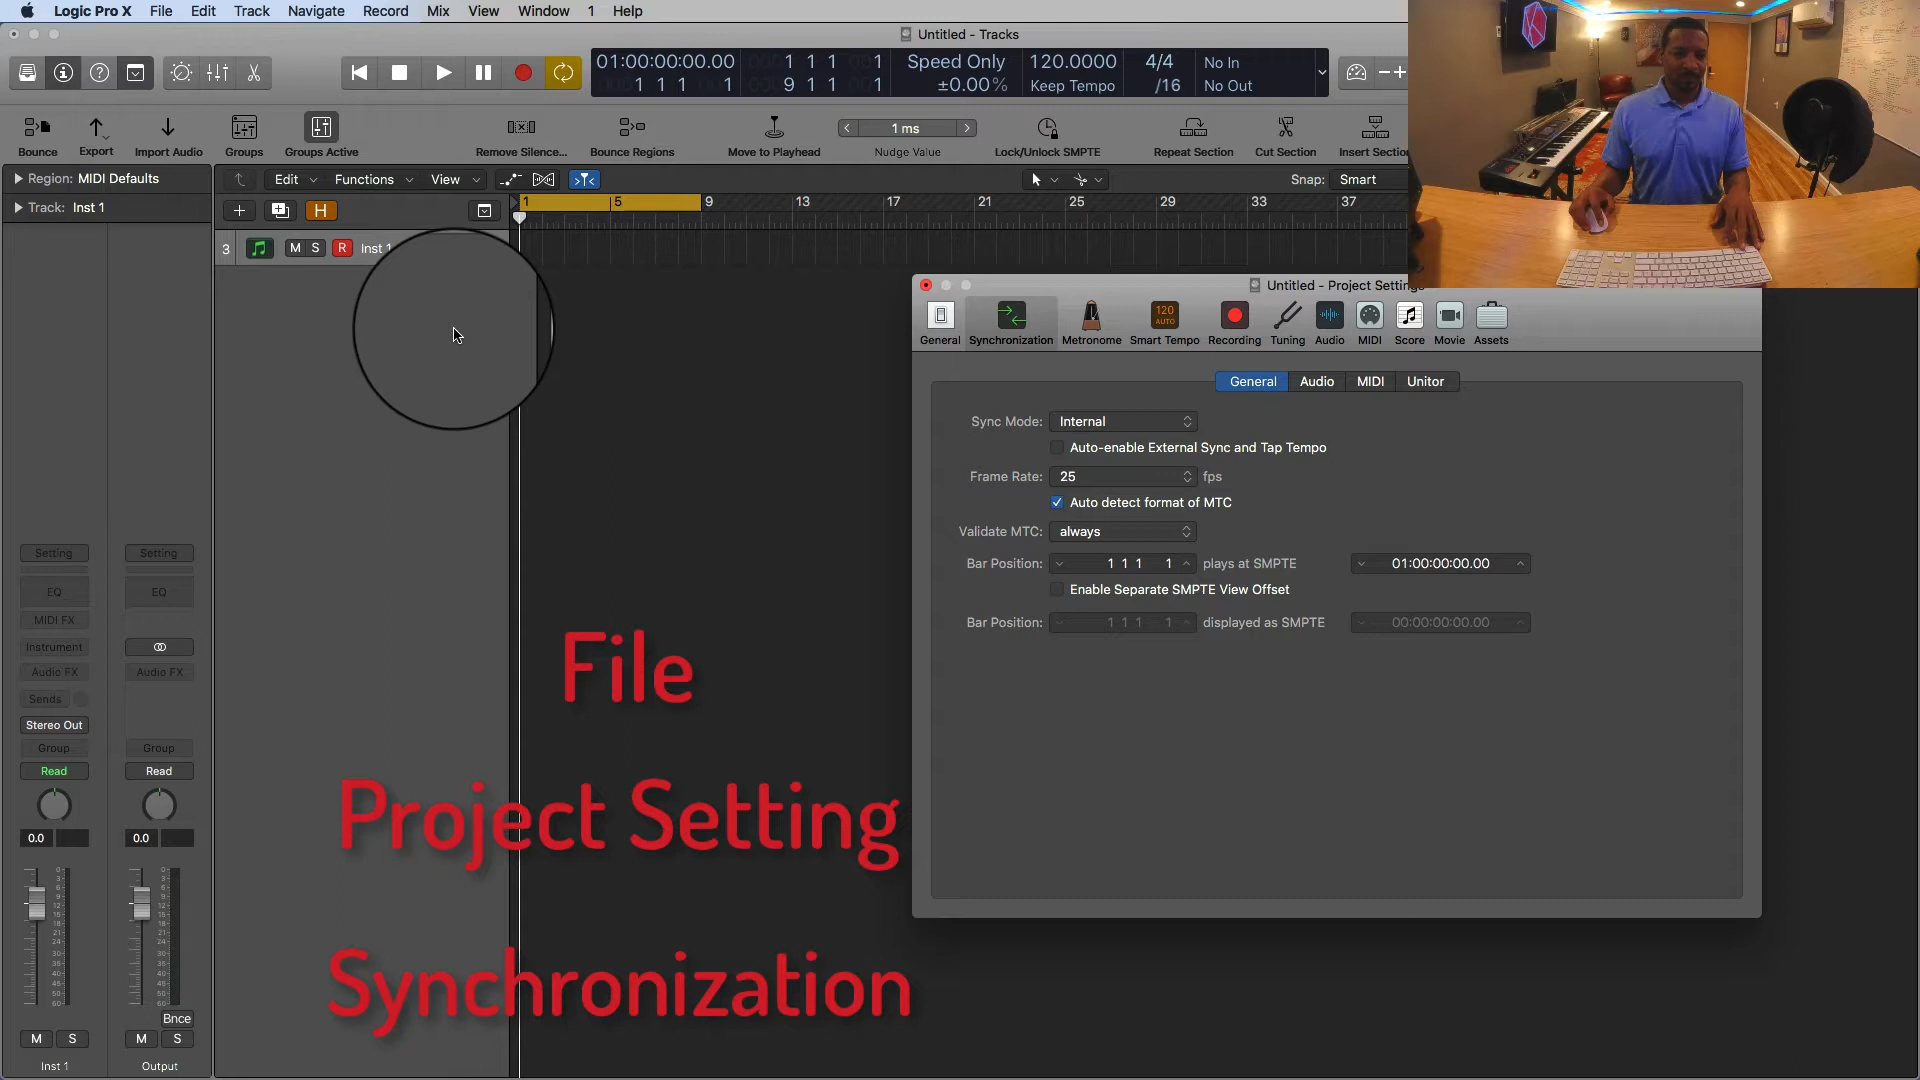 Logic Pro X File Edit Track Navigate Record Mix View Window 1 Help
Untitled - Tracks
01:00:00:00.00 1 1 1 1 Speed Only 120.0000 4/4 No In
1 1 1 1 9 1 1 1 ±0.00% Keep Tempo /16 No Out
Bounce Export Import Audio Groups Groups Active Remove Silence... Bounce Regions Move to Playhead
1 ms
Nudge Value
Lock/Unlock SMPTE Repeat Section Cut Section Insert Section
Region: MIDI Defaults
Track: Inst 1
Edit Functions View Snap: Smart
H
1 5 9 13 17 21 25 29 33 37
3 M S R Inst 1
Untitled - Project Settings
120
AUTO
General Synchronization Metronome Smart Tempo Recording Tuning Audio MIDI Score Movie Assets
General Audio MIDI Unitor
Sync Mode: Internal
Auto-enable External Sync and Tap Tempo
Frame Rate: 25 fps
Auto detect format of MTC
Validate MTC: always
Bar Position: 1 1 1 1 plays at SMPTE 01:00:00:00.00
Enable Separate SMPTE View Offset
Bar Position: 1 1 1 1 displayed as SMPTE 00:00:00:00.00
Setting Setting
EQ EQ
MIDI FX
Instrument
Audio FX Audio FX
Sends
Stereo Out
Group Group
Read Read
0.0 0.0
Bnce
M S M S
Inst 1 Output
File
Project Setting
Synchronization